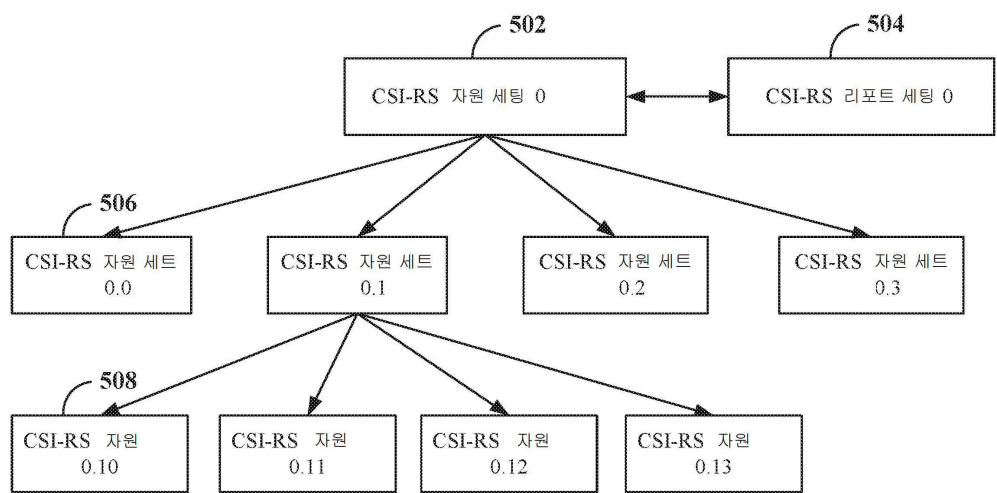 502
504
CSI-RS 자원 세팅 0
CSI-RS 리포트 세팅 0
506
CSI-RS 자원 세트
0.0
CSI-RS 자원 세트
0.1
CSI-RS 자원 세트
0.2
CSI-RS 자원 세트
0.3
508
CSI-RS 자원
0.10
CSI-RS 자원
0.11
CSI-RS 자원
0.12
CSI-RS 자원
0.13